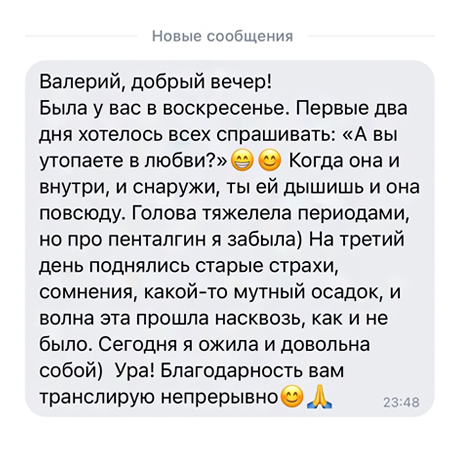 Новые сообщения
Валерий, добрый вечер!
Была у вас в воскресенье. Первые два
дня хотелось всех спрашивать: «А вы
утопаете в любви?»😁😊 Когда она и
внутри, и снаружи, ты ей дышишь и она
повсюду. Голова тяжелела периодами,
но про пенталгин я забыла) На третий
день поднялись старые страхи,
сомнения, какой-то мутный осадок, и
волна эта прошла насквозь, как и не
было. Сегодня я ожила и довольна
собой)  Ура! Благодарность вам
транслирую непрерывно😊🙏
23:48